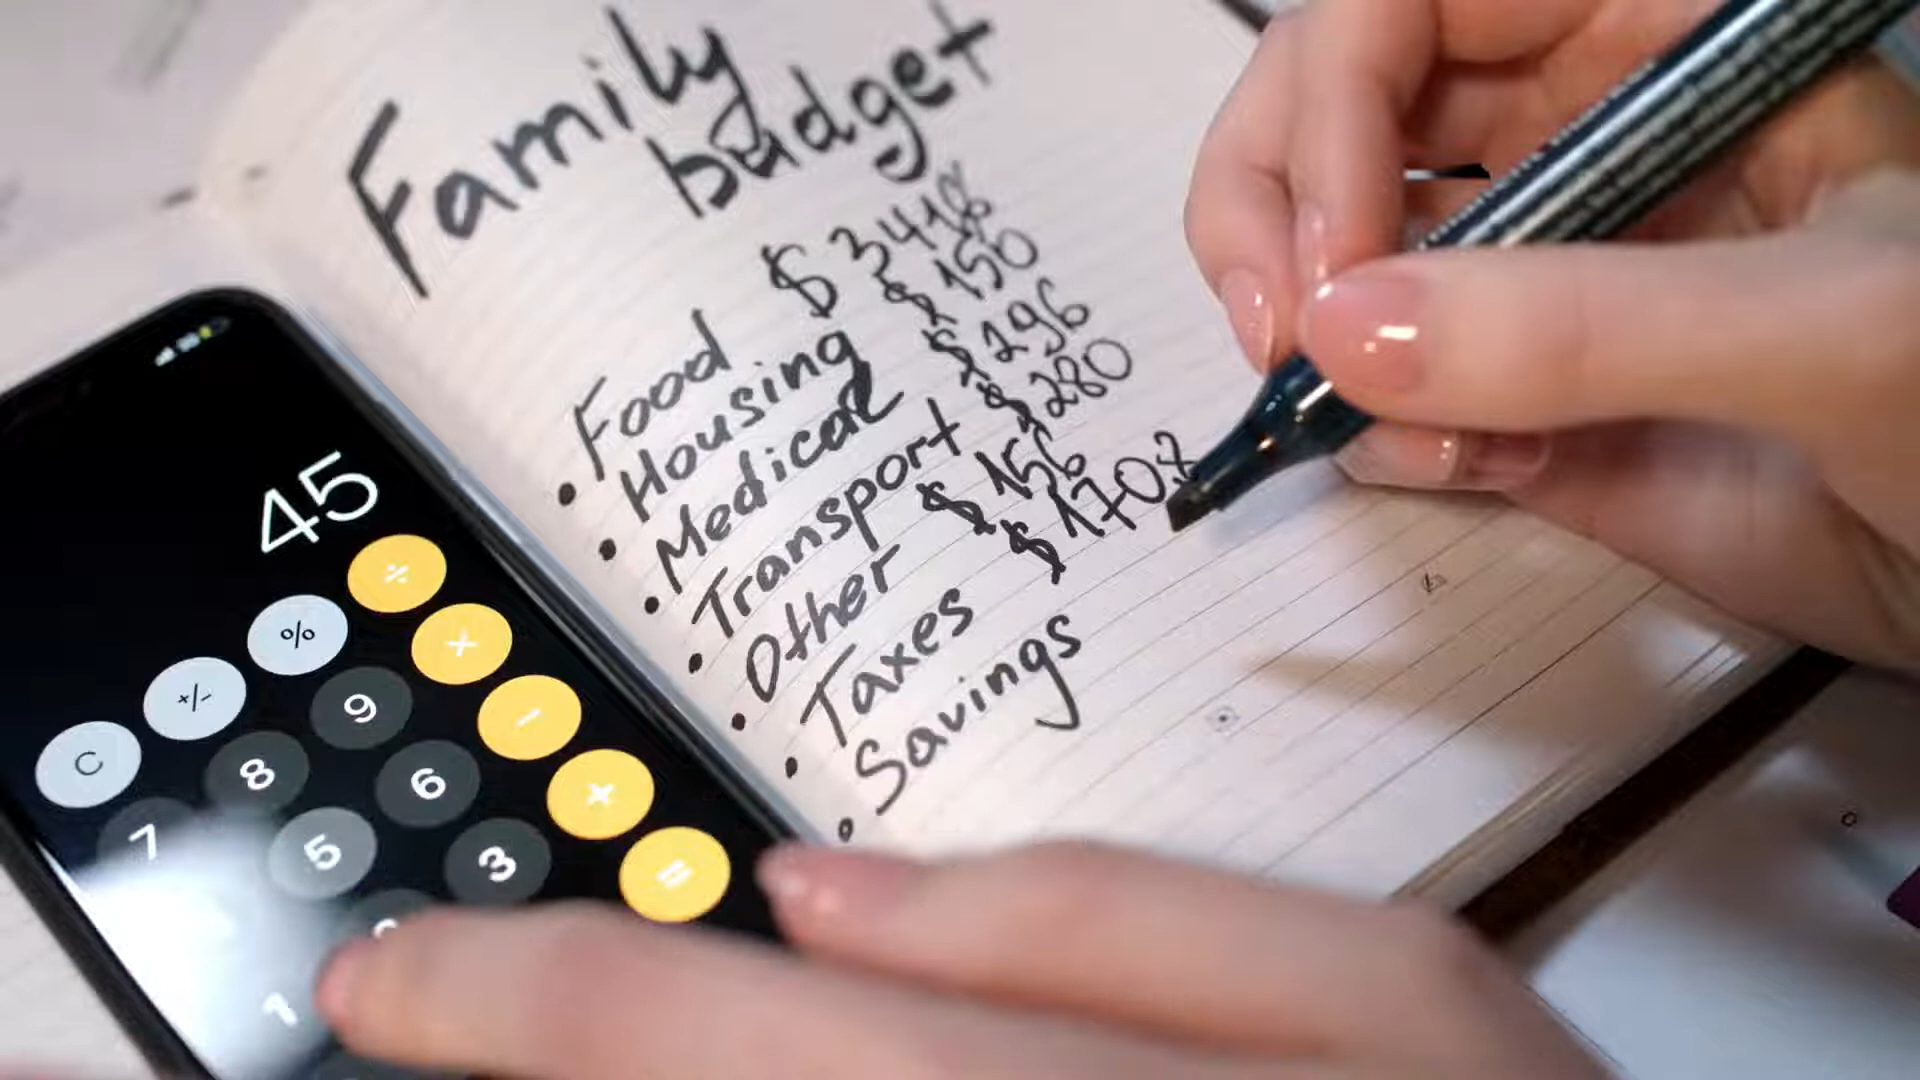 Family
budget
Food $ 3418
• Housing $ 150
• Medical $ 296
• Transport $ 280
• Other $ 156
• Taxes $ 1708
• Savings
45
÷
% ×
+/- 9 -
C 8 6 +
7 5 3 =
1